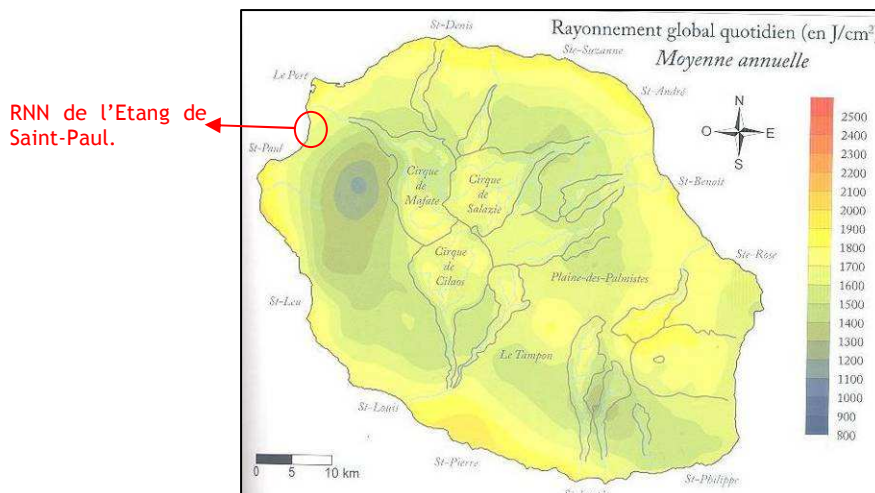 RNN de l’Etang de
Saint-Paul.
Rayonnement global quotidien (en J/cm²
Moyenne annuelle
St-Denis
Ste-Suzanne
Le Port
St-André
St-Paul
Cirque
de
Mafate
Cirque
de
Salazie
St-Benoît
Cirque
de
Cilaos
Plaine-des-Palmistes
Ste-Rose
St-Leu
Le Tampon
St-Louis
St-Pierre
St-Philippe
N
O
E
S
2500
2400
2300
2200
2100
2000
1900
1800
1700
1600
1500
1400
1300
1200
1100
1000
900
800
0 5 10 km